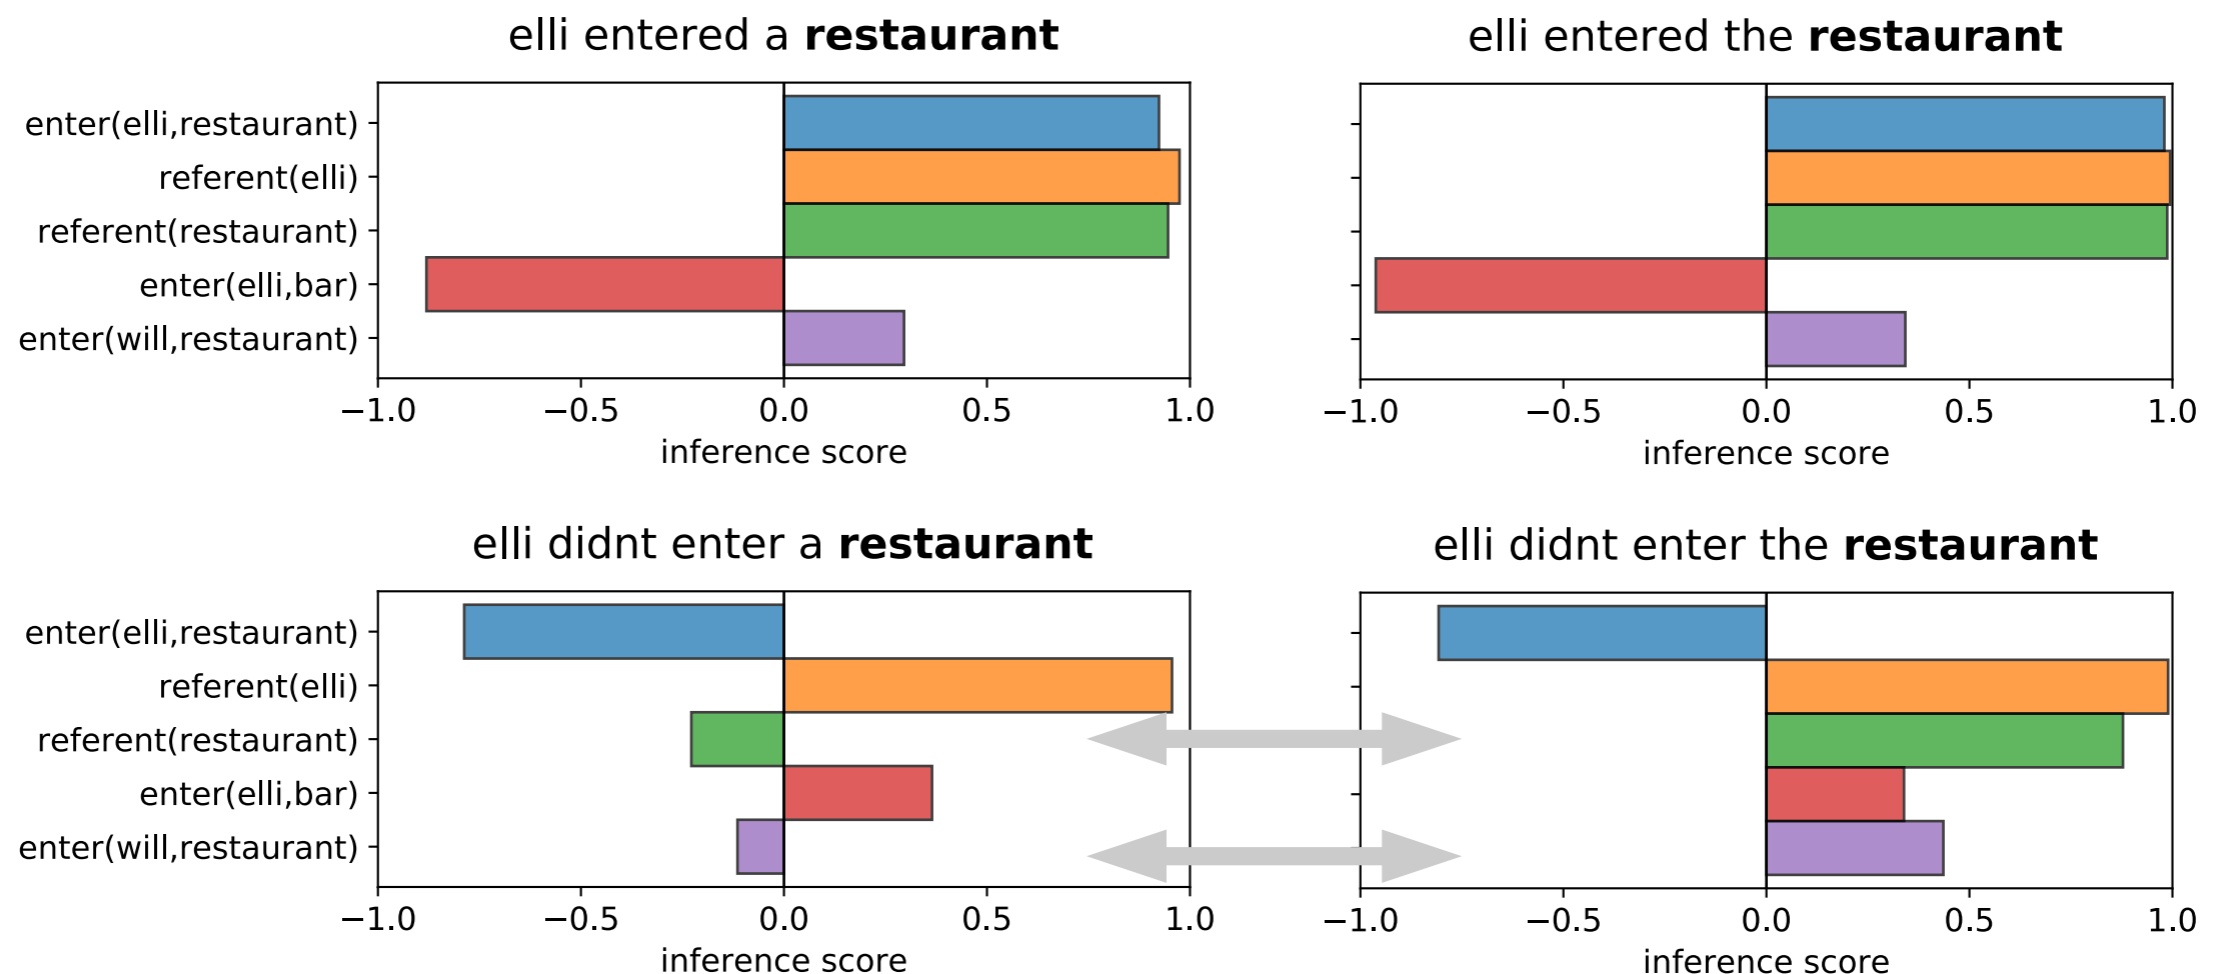 elli entered a restaurant
elli entered the restaurant
enter(elli,restaurant)
referent(elli)
referent(restaurant)
enter(elli,bar)
enter(will,restaurant)
−1.0 −0.5 0.0 0.5 1.0
inference score
−1.0 −0.5 0.0 0.5 1.0
inference score
elli didnt enter a restaurant
elli didnt enter the restaurant
enter(elli,restaurant)
referent(elli)
referent(restaurant)
enter(elli,bar)
enter(will,restaurant)
−1.0 −0.5 0.0 0.5 1.0
inference score
−1.0 −0.5 0.0 0.5 1.0
inference score